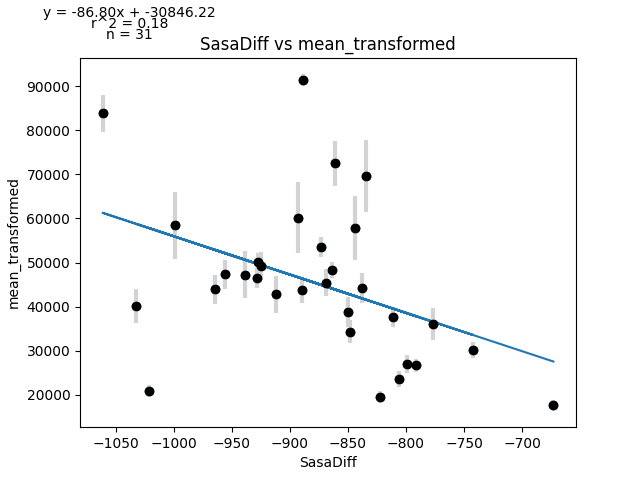 y = -86.80x + -30846.22
r^2 = 0.18
n = 31
SasaDiff vs mean_transformed
90000
80000
70000
60000
50000
40000
30000
20000
mean_transformed
−1050 −1000 −950 −900 −850 −800 −750 −700
SasaDiff